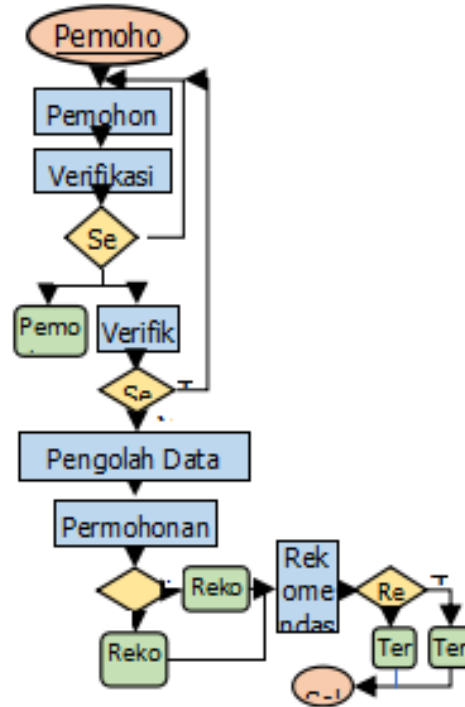 Pemoho
Pemohon
Verifikasi
Se
Pemo
Verifik
Se
Pengolah Data
Permohonan
Reko
Rek
ome
ndas
Re
Reko
Ter
Ter